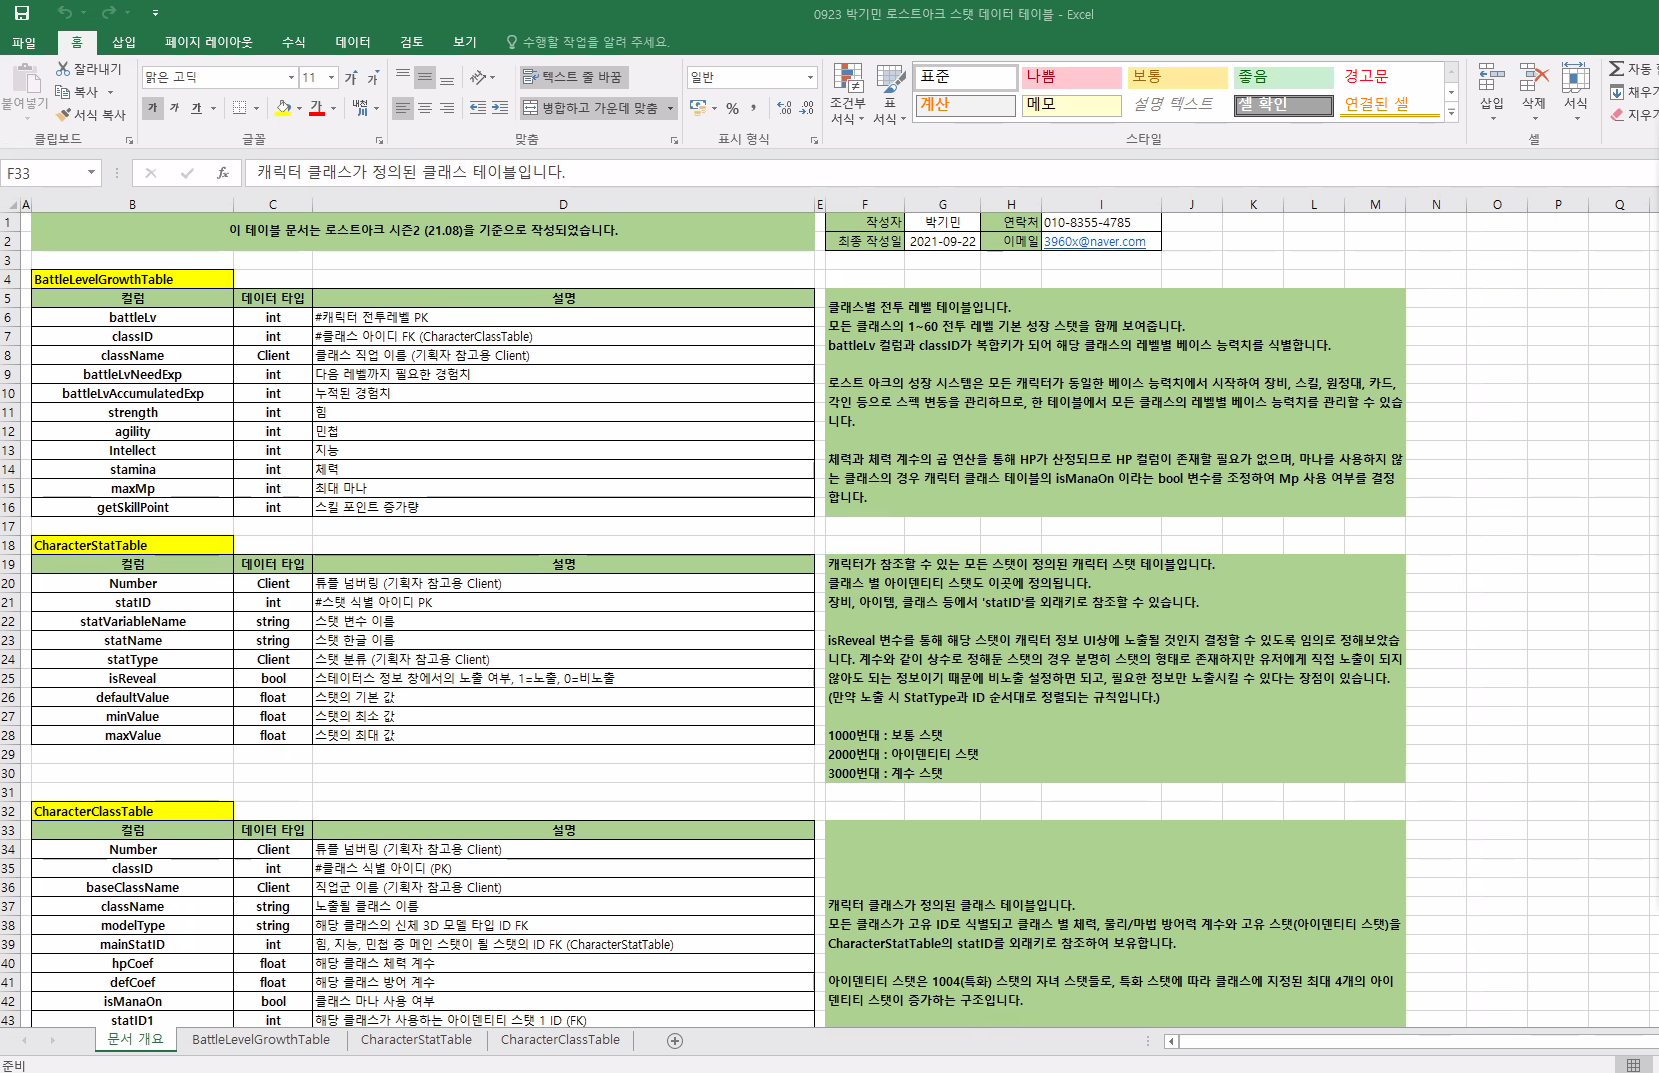 0923 박기민 로스트아크 스탯 데이터 테이블 - Excel
파일 홈 삽입 페이지 레이아웃 수식 데이터 검토 보기 수행할 작업을 알려 주세요.
붙여넣기 잘라내기 복사 서식 복사 클립보드
맑은 고딕 11 가 가 가 가 가 가 내천 글꼴
텍스트 줄 바꿈 병합하고 가운데 맞춤 맞춤
일반 % 표시 형식
조건부 서식 표 서식
표준 나쁨 보통 좋음 경고문
계산 메모 설명 텍스트 셀 확인 연결된 셀
스타일
삽입 삭제 서식 셀
자동
채우기
지우기
F33 fx 캐릭터 클래스가 정의된 클래스 테이블입니다.
A B C D E F G H I J K L M N O P Q
1 이 테이블 문서는 로스트아크 시즌2 (21.08)을 기준으로 작성되었습니다. 작성자 박기민 연락처 010-8355-4785
2 최종 작성일 2021-09-22 이메일 3960x@naver.com
3
4 BattleLevelGrowthTable
5 컬럼 데이터 타입 설명
6 battleLv int #캐릭터 전투레벨 PK
7 classID int #클래스 아이디 FK (CharacterClassTable)
8 className Client 클래스 직업 이름 (기획자 참고용 Client)
9 battleLvNeedExp int 다음 레벨까지 필요한 경험치
10 battleLvAccumulatedExp int 누적된 경험치
11 strength int 힘
12 agility int 민첩
13 Intellect int 지능
14 stamina int 체력
15 maxMp int 최대 마나
16 getSkillPoint int 스킬 포인트 증가량
클래스별 전투 레벨 테이블입니다.
모든 클래스의 1~60 전투 레벨 기본 성장 스탯을 함께 보여줍니다.
battleLv 컬럼과 classID가 복합키가 되어 해당 클래스의 레벨별 베이스 능력치를 식별합니다.
로스트 아크의 성장 시스템은 모든 캐릭터가 동일한 베이스 능력치에서 시작하여 장비, 스킬, 원정대, 카드,
각인 등으로 스펙 변동을 관리하므로, 한 테이블에서 모든 클래스의 레벨별 베이스 능력치를 관리할 수 있습
니다.
체력과 체력 계수의 곱 연산을 통해 HP가 산정되므로 HP 컬럼이 존재할 필요가 없으며, 마나를 사용하지 않
는 클래스의 경우 캐릭터 클래스 테이블의 isManaOn 이라는 bool 변수를 조정하여 Mp 사용 여부를 결정
합니다.
17
18 CharacterStatTable
19 컬럼 데이터 타입 설명
20 Number Client 튜플 넘버링 (기획자 참고용 Client)
21 statID int #스탯 식별 아이디 PK
22 statVariableName string 스탯 변수 이름
23 statName string 스탯 한글 이름
24 statType Client 스탯 분류 (기획자 참고용 Client)
25 isReveal bool 스테이터스 정보 창에서의 노출 여부, 1=노출, 0=비노출
26 defaultValue float 스탯의 기본 값
27 minValue float 스탯의 최소 값
28 maxValue float 스탯의 최대 값
29
30
캐릭터가 참조할 수 있는 모든 스탯이 정의된 캐릭터 스탯 테이블입니다.
클래스 별 아이덴티티 스탯도 이곳에 정의됩니다.
장비, 아이템, 클래스 등에서 'statID'를 외래키로 참조할 수 있습니다.
isReveal 변수를 통해 해당 스탯이 캐릭터 정보 UI상에 노출될 것인지 결정할 수 있도록 임의로 정해보았습
니다. 계수와 같이 상수로 정해둔 스탯의 경우 분명히 스탯의 형태로 존재하지만 유저에게 직접 노출이 되지
않아도 되는 정보이기 때문에 비노출 설정하면 되고, 필요한 정보만 노출시킬 수 있다는 장점이 있습니다.
(만약 노출 시 StatType과 ID 순서대로 정렬되는 규칙입니다.)
1000번대 : 보통 스탯
2000번대 : 아이덴티티 스탯
3000번대 : 계수 스탯
31
32 CharacterClassTable
33 컬럼 데이터 타입 설명
34 Number Client 튜플 넘버링 (기획자 참고용 Client)
35 classID int #클래스 식별 아이디 (PK)
36 baseClassName Client 직업군 이름 (기획자 참고용 Client)
37 className string 노출될 클래스 이름
38 modelType string 해당 클래스의 신체 3D 모델 타입 ID FK
39 mainStatID int 힘, 지능, 민첩 중 메인 스탯이 될 스탯의 ID FK (CharacterStatTable)
40 hpCoef float 해당 클래스 체력 계수
41 defCoef float 해당 클래스 방어 계수
42 isManaOn bool 클래스 마나 사용 여부
43 statID1 int 해당 클래스가 사용하는 아이덴티티 스탯 1 ID (FK)
캐릭터 클래스가 정의된 클래스 테이블입니다.
모든 클래스가 고유 ID로 식별되고 클래스 별 체력, 물리/마법 방어력 계수와 고유 스탯(아이덴티티 스탯)을
CharacterStatTable의 statID를 외래키로 참조하여 보유합니다.
아이덴티티 스탯은 1004(특화) 스탯의 자녀 스탯들로, 특화 스탯에 따라 클래스에 지정된 최대 4개의 아이
덴티티 스탯이 증가하는 구조입니다.
문서 개요 BattleLevelGrowthTable CharacterStatTable CharacterClassTable
준비